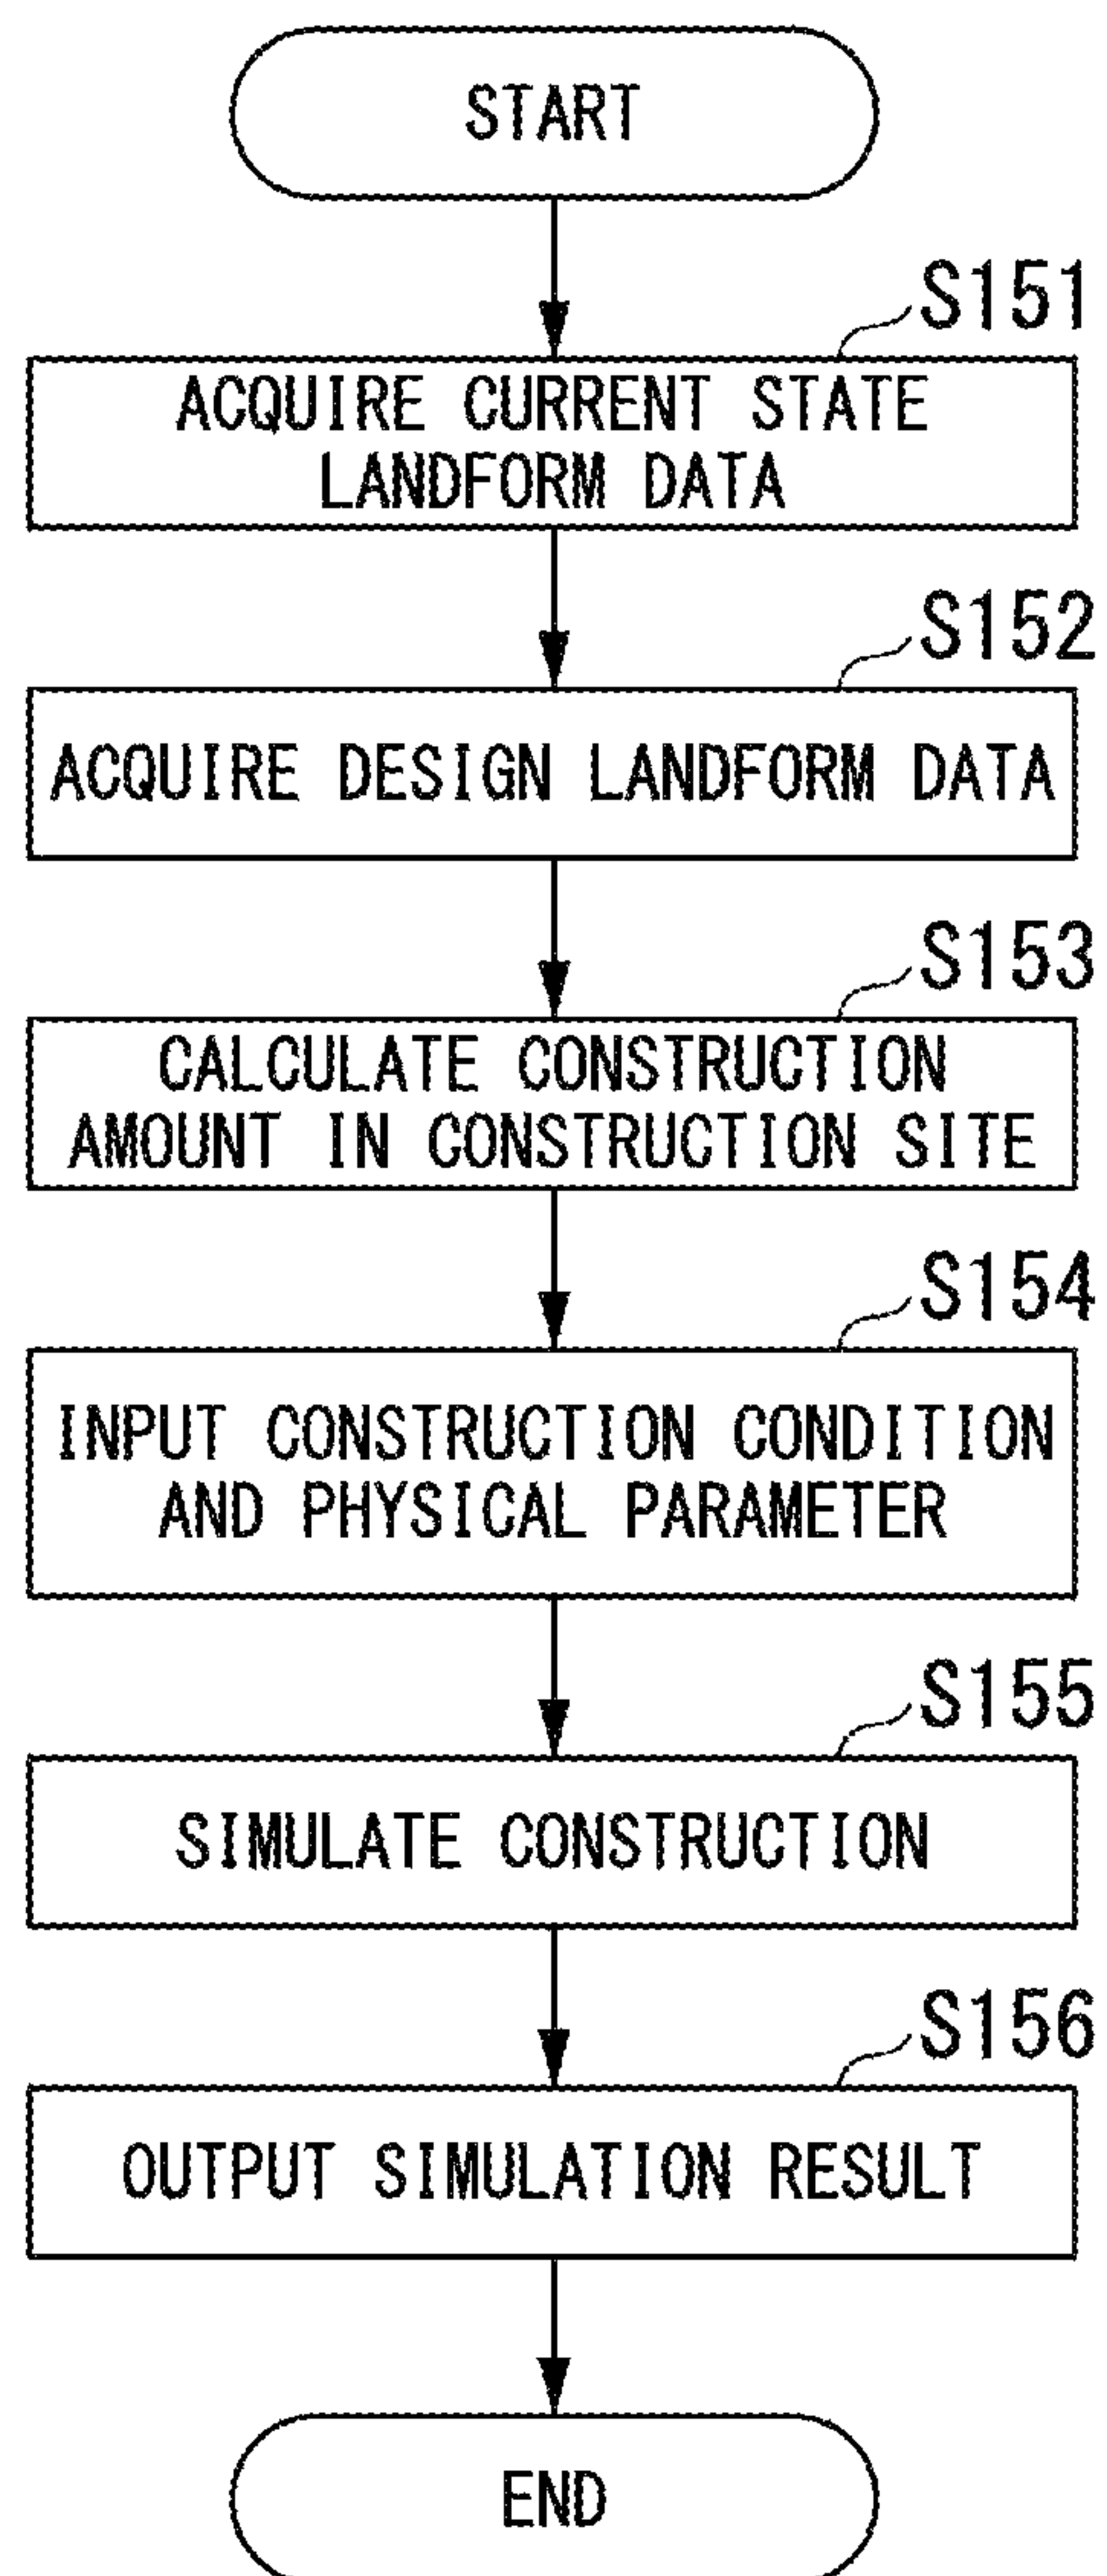 START
S151
ACQUIRE CURRENT STATE
LANDFORM DATA
S152
ACQUIRE DESIGN LANDFORM DATA
S153
CALCULATE CONSTRUCTION
AMOUNT IN CONSTRUCTION SITE
S154
INPUT CONSTRUCTION CONDITION
AND PHYSICAL PARAMETER
S155
SIMULATE CONSTRUCTION
S156
OUTPUT SIMULATION RESULT
END